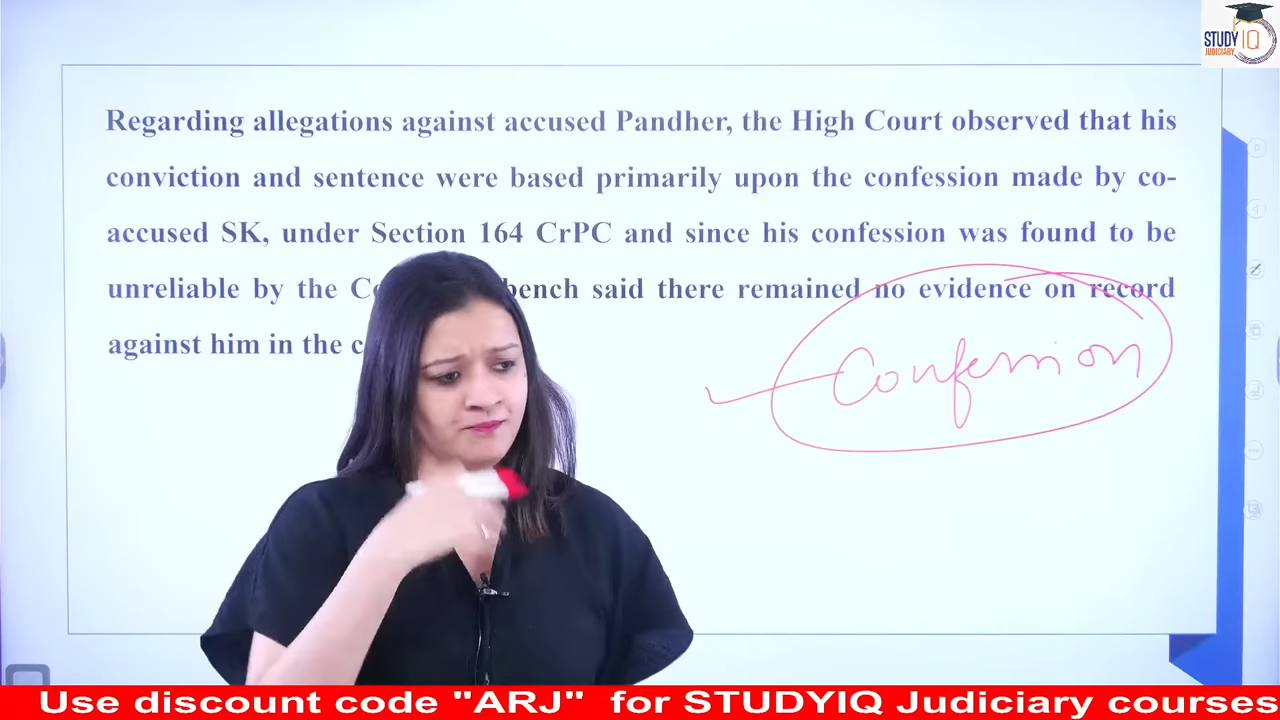 STUDY IQ
JUDICIARY
Regarding allegations against accused Pandher, the High Court observed that his
conviction and sentence were based primarily upon the confession made by co-
accused SK, under Section 164 CrPC and since his confession was found to be
unreliable by the bench said there remained no evidence on record
against him in the
Confession
Use discount code "ARJ" for STUDYIQ Judiciary courses